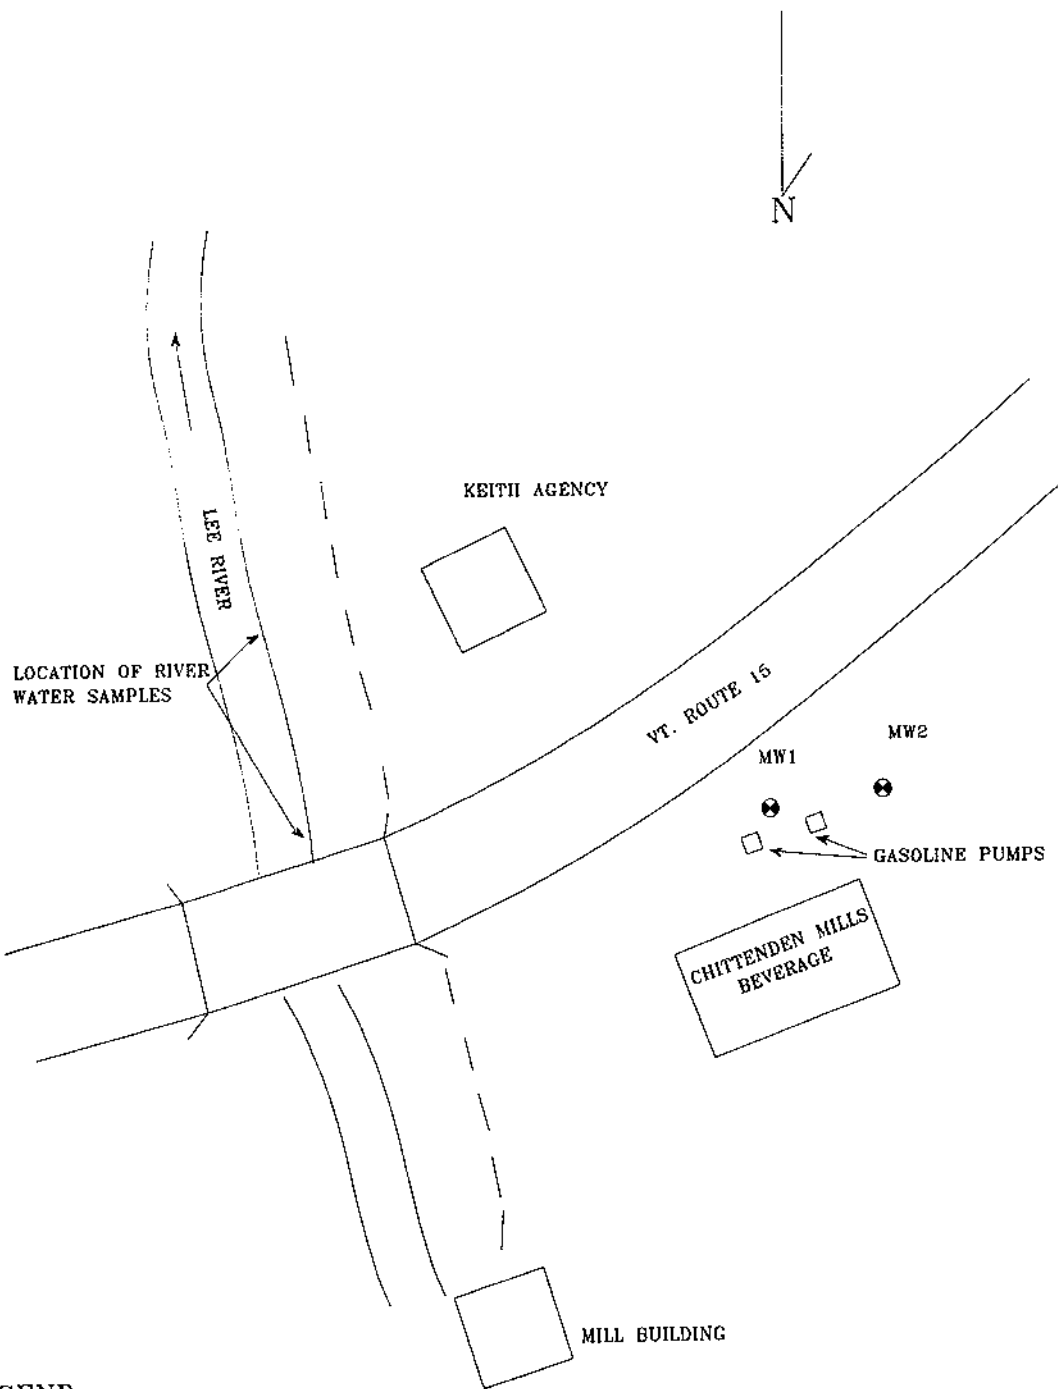 N
KEITH AGENCY
LEE RIVER
LOCATION OF RIVER
WATER SAMPLES
VT. ROUTE 15
MW1
MW2
GASOLINE PUMPS
CHITTENDEN MILLS
BEVERAGE
MILL BUILDING